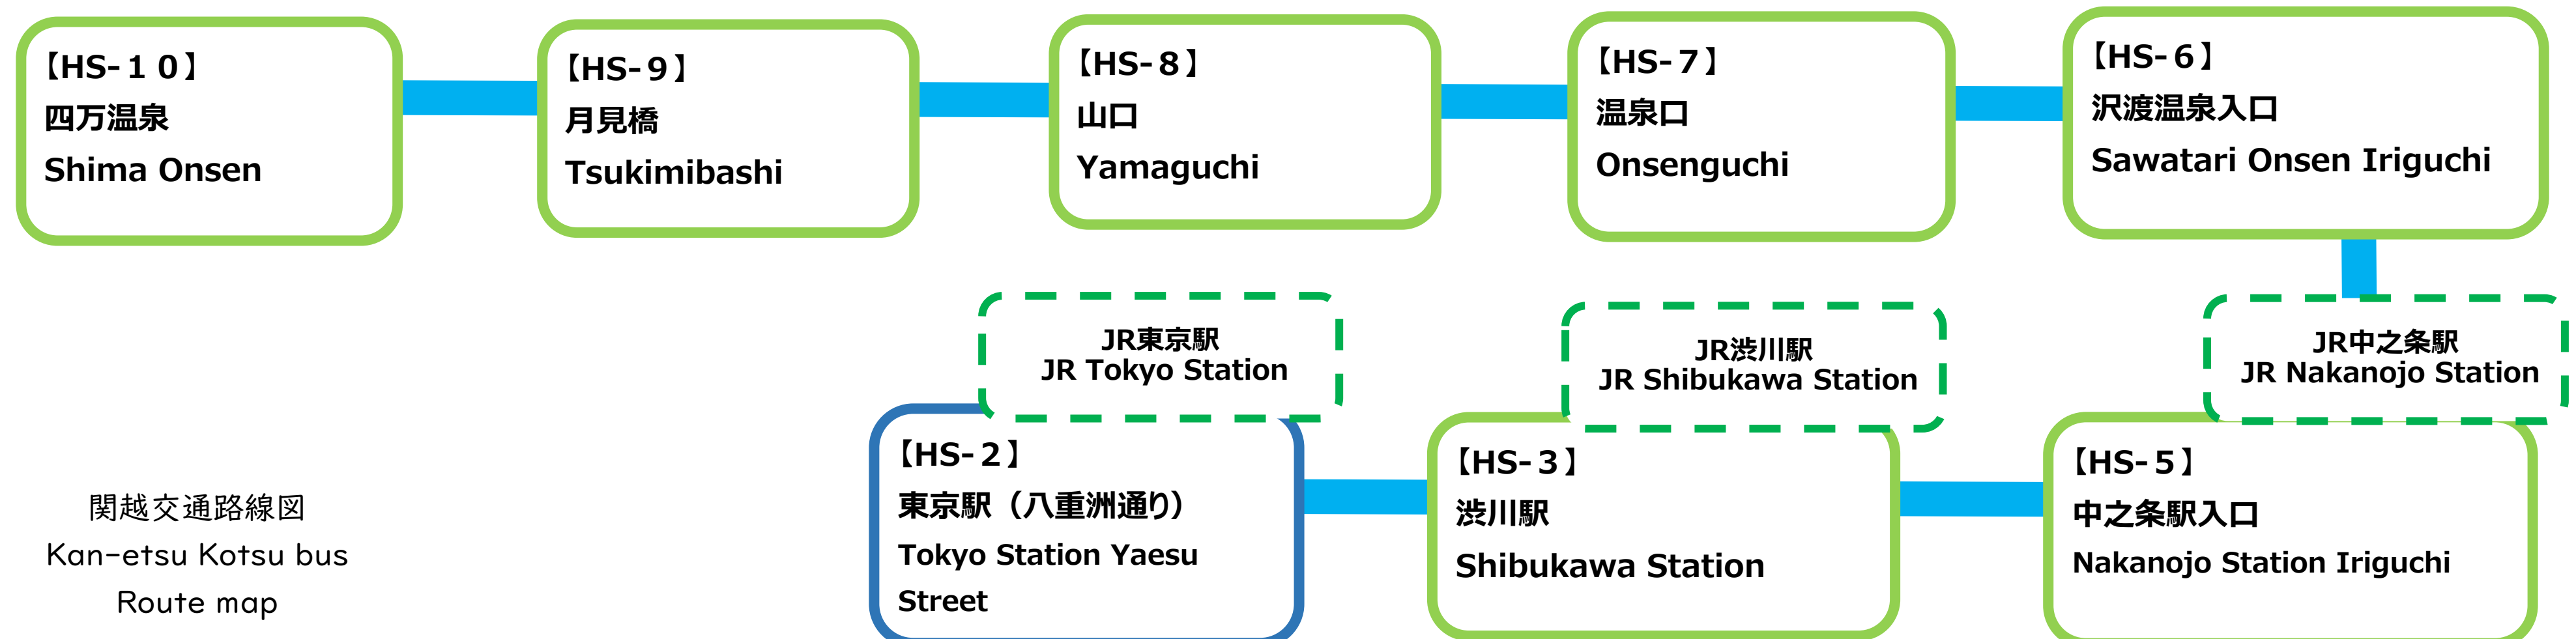 【HS-１０】
四万温泉
Shima Onsen
【HS-９】
月見橋
Tsukimibashi
【HS-８】
山口
Yamaguchi
【HS-７】
温泉口
Onsenguchi
【HS-６】
沢渡温泉入口
Sawatari Onsen Iriguchi
JR東京駅
JR Tokyo Station
JR渋川駅
JR Shibukawa Station
JR中之条駅
JR Nakanojo Station
【HS-２】
東京駅（八重洲通り）
Tokyo Station Yaesu
Street
【HS-３】
渋川駅
Shibukawa Station
【HS-５】
中之条駅入口
Nakanojo Station Iriguchi
関越交通路線図
Kan-etsu Kotsu bus
Route map